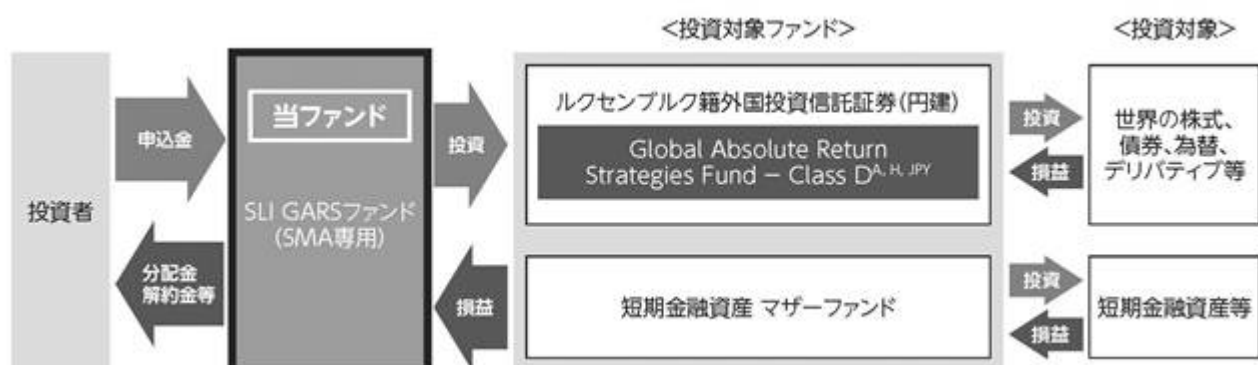 <投資対象ファンド>
<投資対象>
投資者
申込金
分配金
解約金等
当ファンド
SLI GARSファンド
(SMA専用)
投資
損益
ルクセンブルク籍外国投資信託証券(円建)
Global Absolute Return
Strategies Fund – Class D^A, H, JPY
短期金融資産 マザーファンド
投資
損益
世界の株式、
債券、為替、
デリバティブ等
投資
損益
短期金融資産等